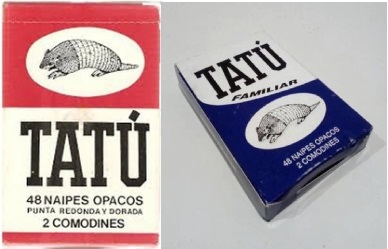 TATÚ
48 NAIPES OPACOS
PUNTA REDONDA Y DORADA
2 COMODINES
TATÚ
FAMILIAR
48 NAIPES OPACOS
2 COMODINES